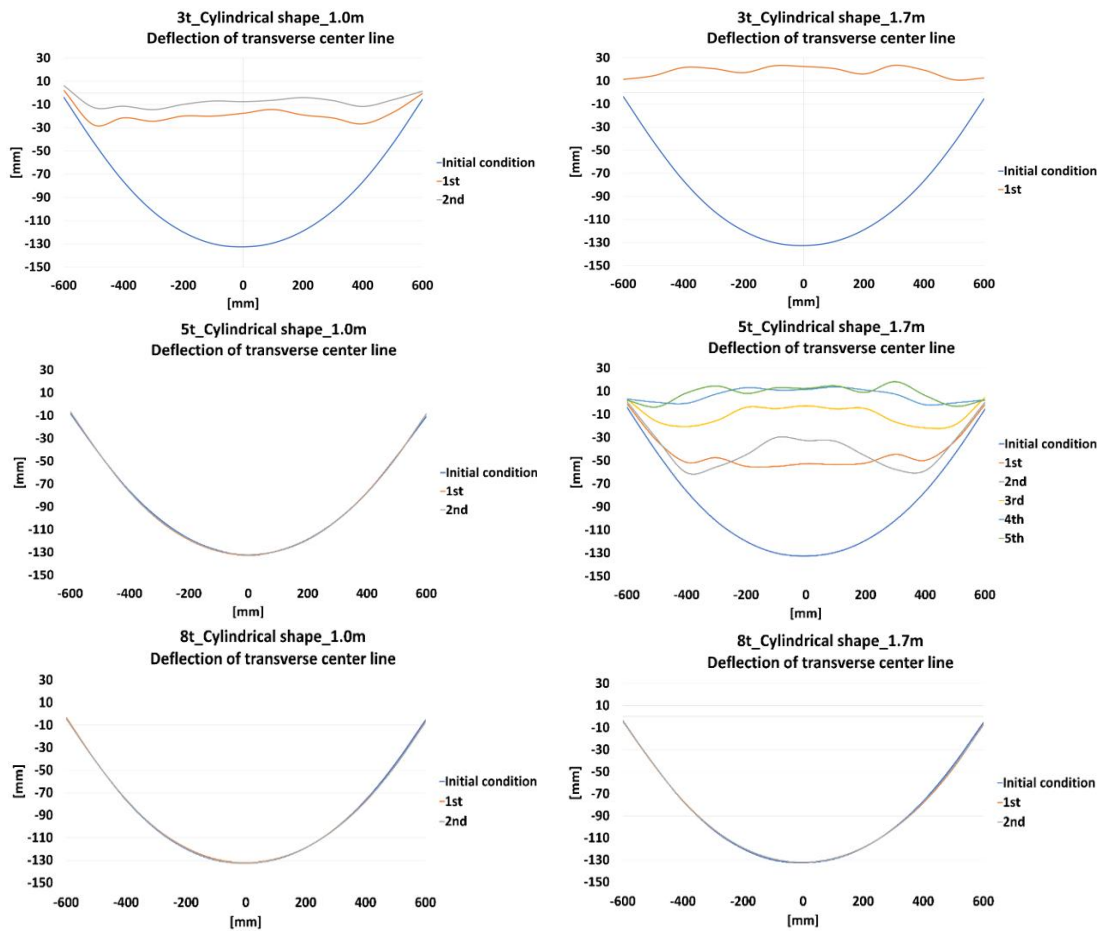 3t_Cylindrical shape_1.0m
Deflection of transverse center line
30
10
-10
-30
-50
-70
-90
-110
-130
-150
[mm]
-600 -400 -200 0 200 400 600
[mm]
Initial condition
1st
2nd
3t_Cylindrical shape_1.7m
Deflection of transverse center line
30
10
-10
-30
-50
-70
-90
-110
-130
-150
[mm]
-600 -400 -200 0 200 400 600
[mm]
Initial condition
1st
5t_Cylindrical shape_1.0m
Deflection of transverse center line
30
10
-10
-30
-50
-70
-90
-110
-130
-150
[mm]
-600 -400 -200 0 200 400 600
[mm]
Initial condition
1st
2nd
5t_Cylindrical shape_1.7m
Deflection of transverse center line
30
10
-10
-30
-50
-70
-90
-110
-130
-150
[mm]
-600 -400 -200 0 200 400 600
[mm]
Initial condition
1st
2nd
3rd
4th
5th
8t_Cylindrical shape_1.0m
Deflection of transverse center line
30
10
-10
-30
-50
-70
-90
-110
-130
-150
[mm]
-600 -400 -200 0 200 400 600
[mm]
Initial condition
1st
2nd
8t_Cylindrical shape_1.7m
Deflection of transverse center line
30
10
-10
-30
-50
-70
-90
-110
-130
-150
[mm]
-600 -400 -200 0 200 400 600
[mm]
Initial condition
1st
2nd